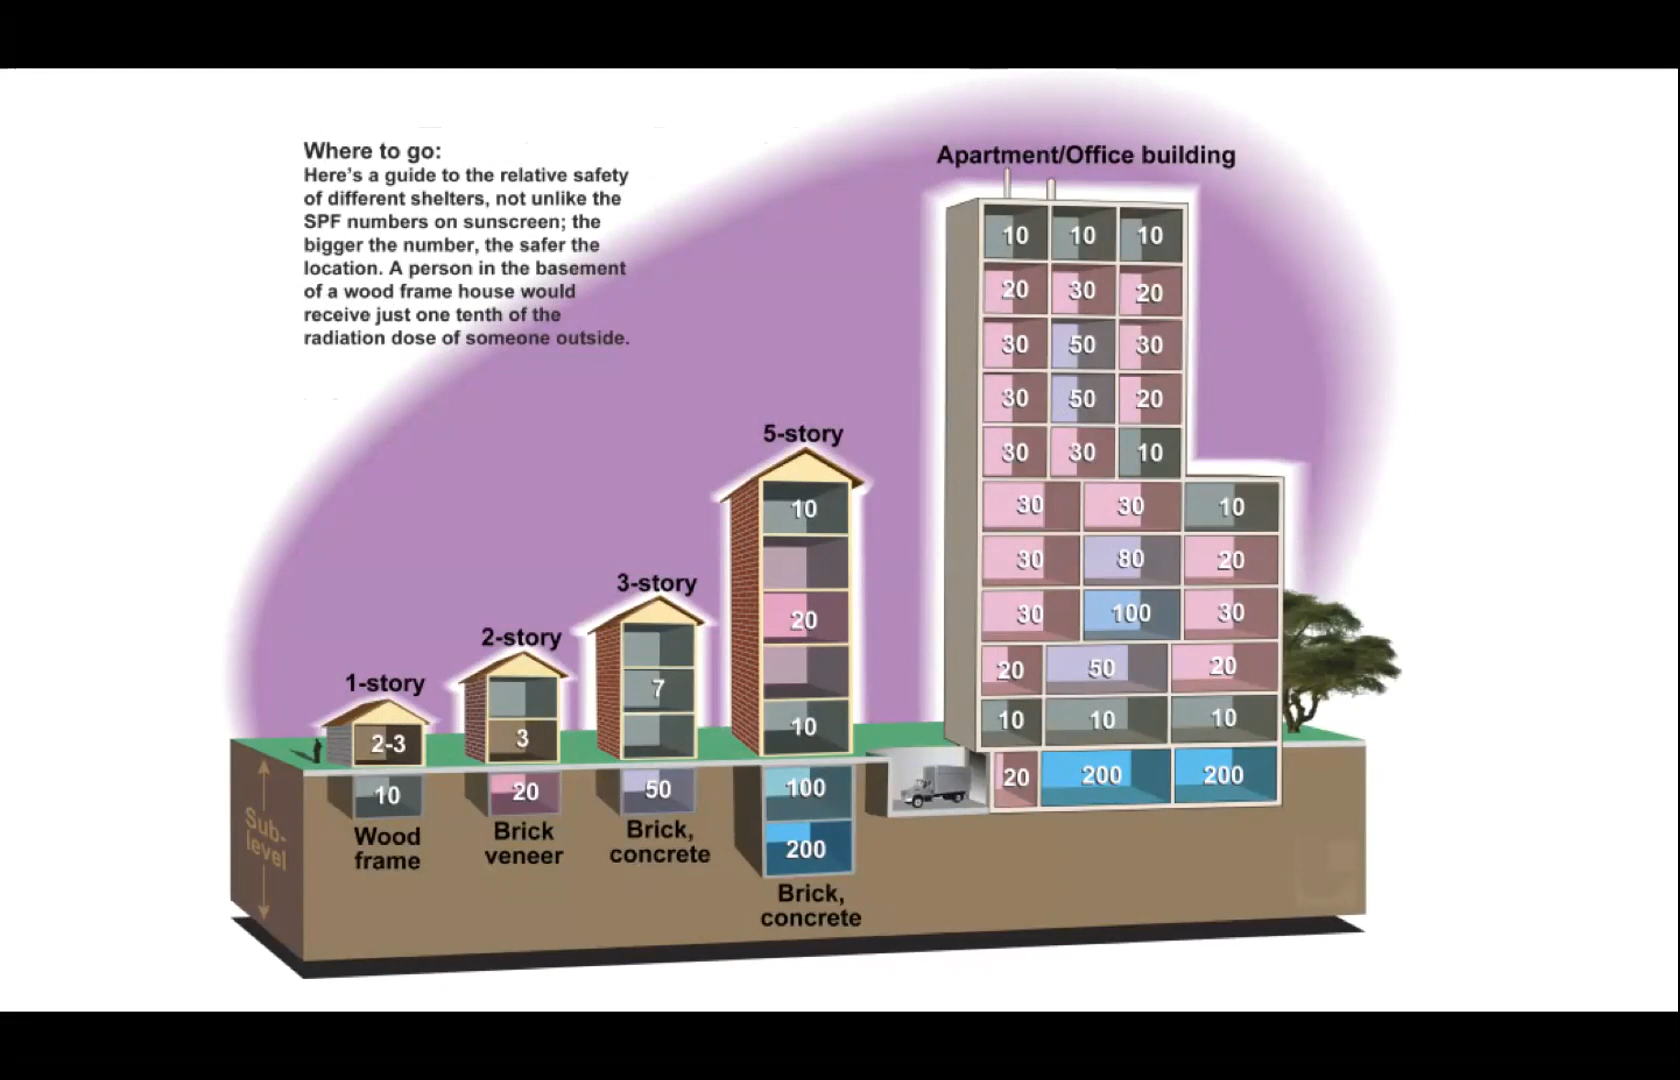 Where to go:
Here's a guide to the relative safety
of different shelters, not unlike the
SPF numbers on sunscreen; the
bigger the number, the safer the
location. A person in the basement
of a wood frame house would
receive just one tenth of the
radiation dose of someone outside.
Apartment/Office building
10 10 10
20 30 20
30 50 30
30 50 20
30 30 10
30 30 10
30 80 20
30 100 30
20 50 20
10 10 10
20 200 200
5-story
10
20
10
100
200
Brick,
concrete
3-story
7
50
Brick,
concrete
2-story
3
20
Brick
veneer
1-story
2-3
10
Wood
frame
Sub-
level